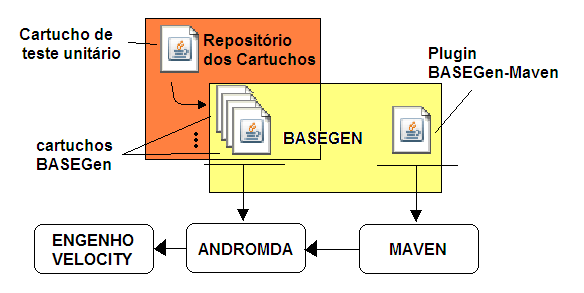 Cartucho de
teste unitário
Repositório
dos Cartuchos
Plugin
BASEGen-Maven
cartuchos
BASEGen
BASEGEN
ENGENHO
VELOCITY
ANDROMDA
MAVEN